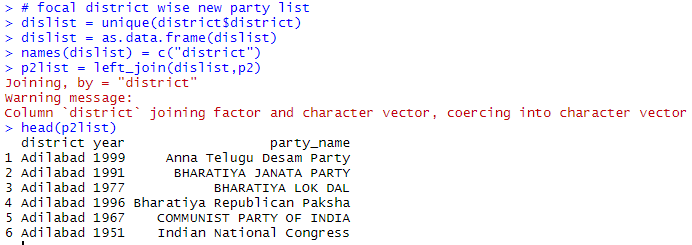 > # focal district wise new party list
> dislist = unique(district$district)
> dislist = as.data.frame(dislist)
> names(dislist) = c("district")
> p2list = left_join(dislist,p2)
Joining, by = "district"
Warning message:
Column `district` joining factor and character vector, coercing into character vector
> head(p2list)
  district year                party_name
1 Adilabad 1999   Anna Telugu Desam Party
2 Adilabad 1991    BHARATIYA JANATA PARTY
3 Adilabad 1977         BHARATIYA LOK DAL
4 Adilabad 1996 Bharatiya Republican Paksha
5 Adilabad 1967  COMMUNIST PARTY OF INDIA
6 Adilabad 1951  Indian National Congress